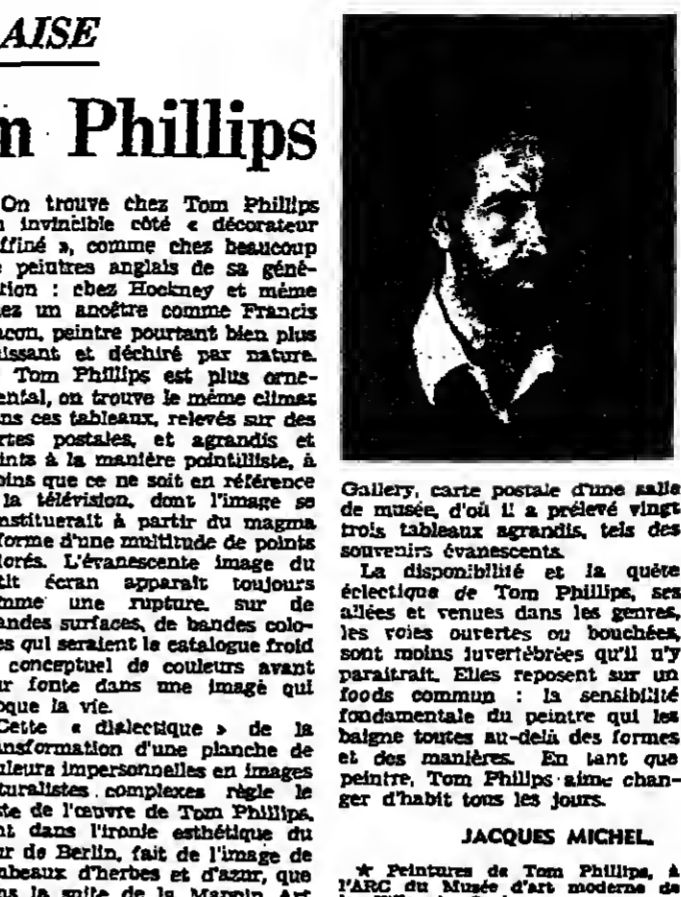 AISE
m Phillips
On trouve chez Tom Phillips
n invincible côté « décorateur
ffiné », comme chez beaucoup
e peintres anglais de sa géné-
tion : chez Hockney et même
ez un ancêtre comme Francis
acon, peintre pourtant bien plus
issant et déchiré par nature.
Tom Phillips est plus orne-
ental, on trouve le même climat
ns ces tableaux, relevés sur des
rtes postales, et agrandis et
ints à la manière pointilliste, à
oins que ce ne soit en référence
la télévision, dont l'image se
nstituerait à partir du magma
forme d'une multitude de points
lorés. L'évanescente image du
tit écran apparaît toujours
mme une rupture sur de
andes surfaces, de bandes colo-
es qui seraient le catalogue froid
conceptuel de couleurs avant
ur fonte dans une image qui
oque la vie.
Cette « dialectique » de la
ansformation d'une planche de
uleurs impersonnelles en images
turalistes complexes règle le
ste de l'œuvre de Tom Phillips,
nt dans l'ironie esthétique du
ur de Berlin, fait de l'image de
mbeaux d'herbes et d'azur, que
ns la suite de la Mappin Art
Gallery, carte postale d'une salle
de musée, d'où il a prélevé vingt
trois tableaux agrandis, tels des
souvenirs évanescents.
La disponibilité et la quête
éclectique de Tom Phillips, ses
allées et venues dans les genres,
les voies ouvertes ou bouchées,
sont moins invertébrées qu'il n'y
paraîtrait. Elles reposent sur un
foods commun : la sensibilité
fondamentale du peintre qui les
baigne toutes au-delà des formes
et des manières. En tant que
peintre, Tom Philips aime chan-
ger d'habit tous les jours.
JACQUES MICHEL.
★ Peintures de Tom Phillips, à
l'ARC du Musée d'art moderne de